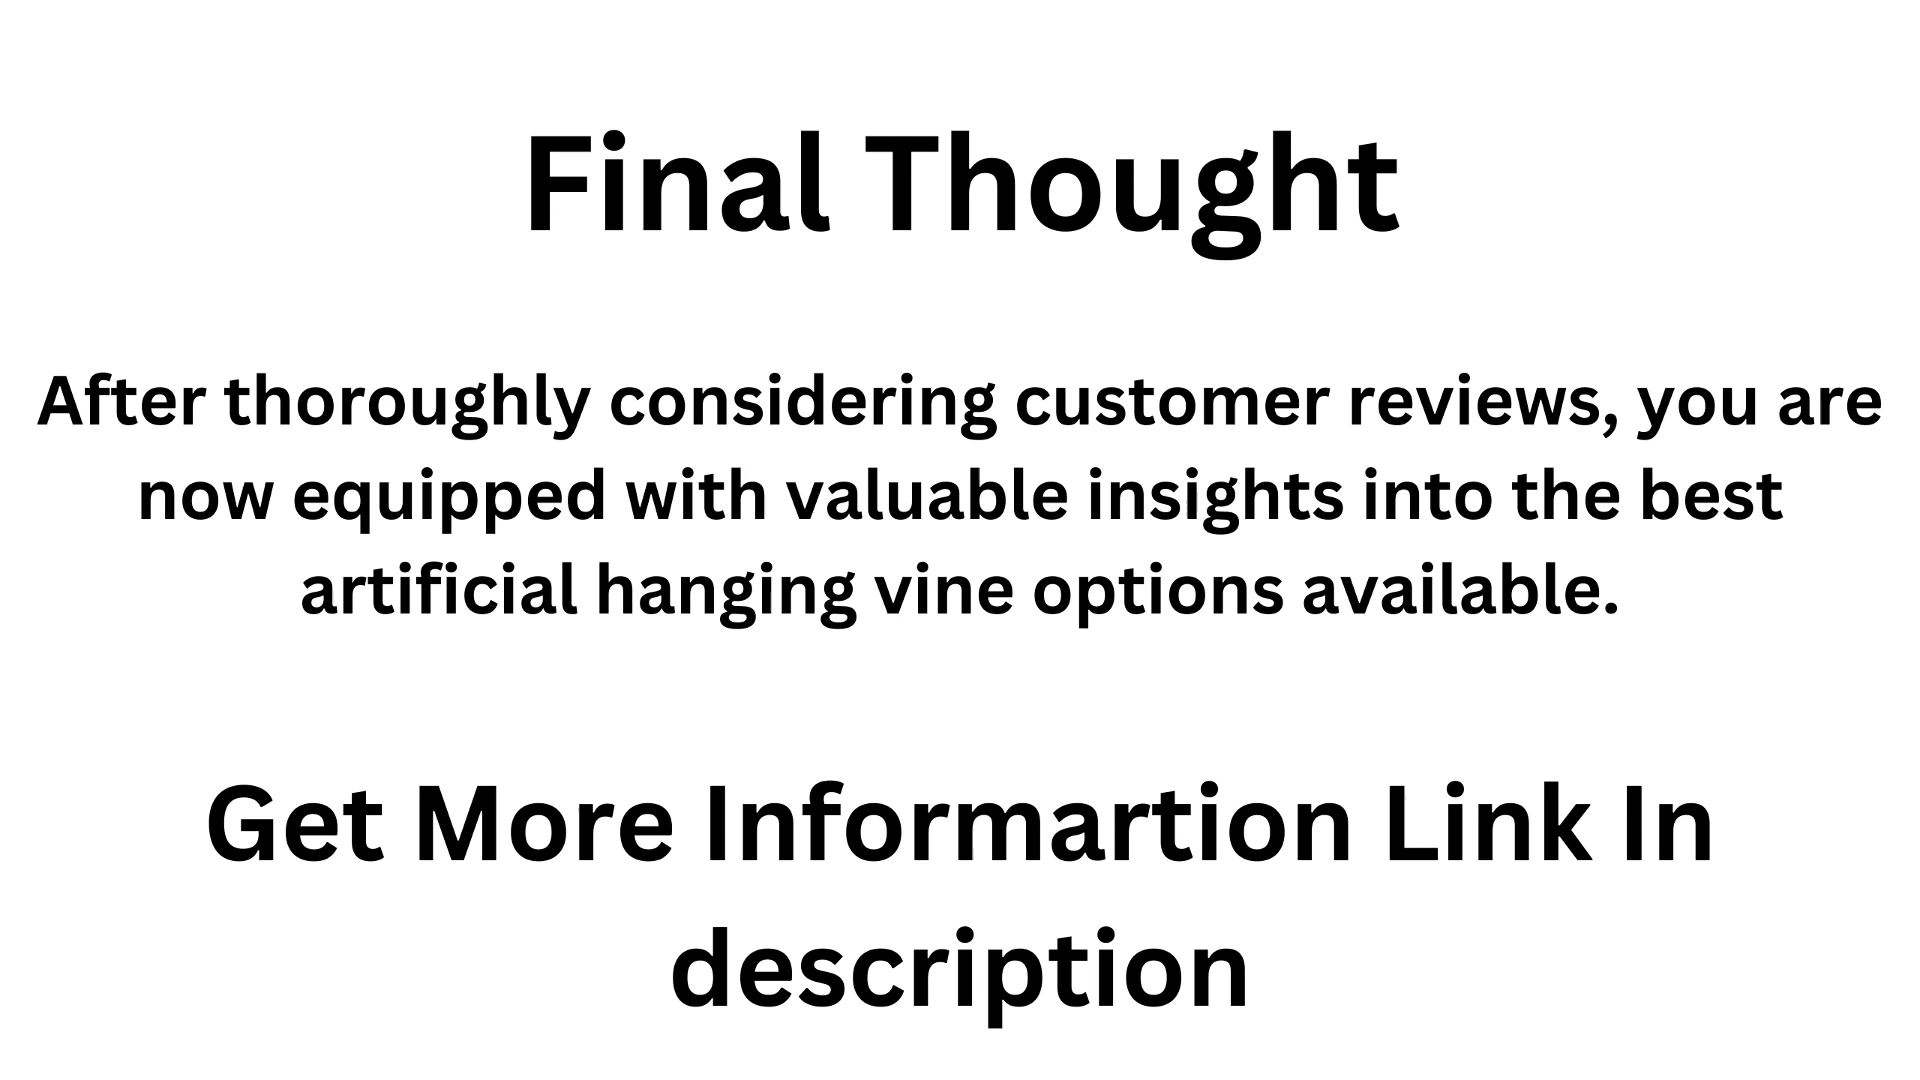 Final Thought
After thoroughly considering customer reviews, you are
now equipped with valuable insights into the best
artificial hanging vine options available.
Get More Informartion Link In
description